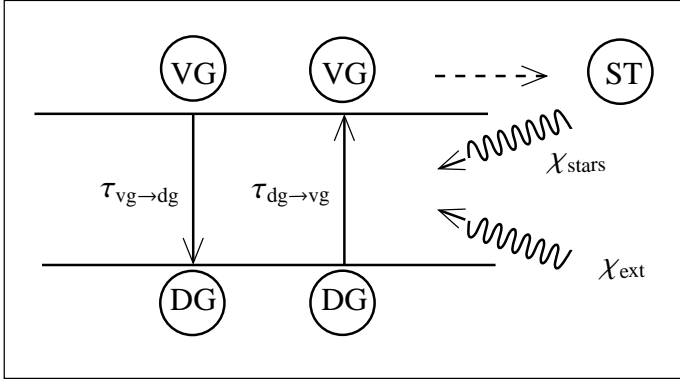 VG VG ST
χstars
τvg→dg τdg→vg
χext
DG DG